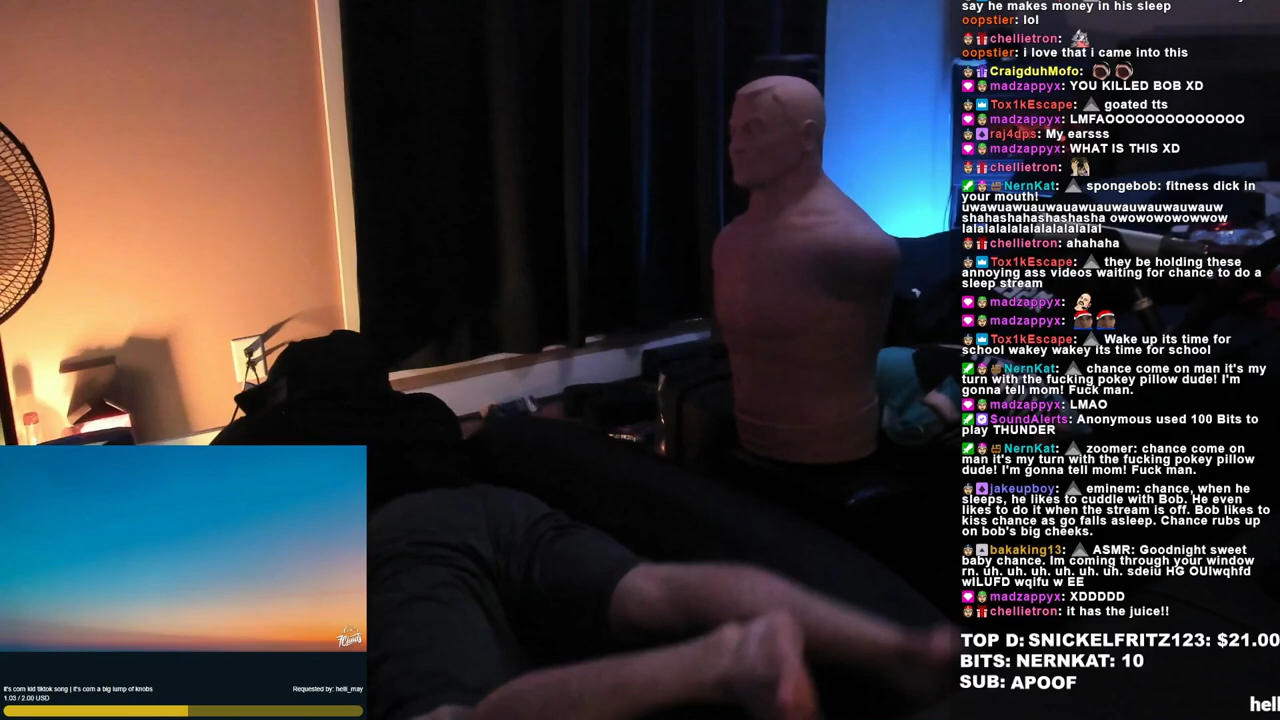 say he makes money in his sleep
oopstier: lol
chellietron:
oopstier: i love that i came into this
CraigduhMofo:
madzappyx: YOU KILLED BOB XD
Tox1kEscape: goated tts
madzappyx: LMFAOOOOOOOOOOOOOO
raj4dps: My earsss
madzappyx: WHAT IS THIS XD
chellietron:
NernKat: spongebob: fitness dick in
your mouth!
uwawuwauwauwauwauwauwauwauwauw
shahashahashashasha owowowowowwow
lalalalalalalalalalalalal
chellietron: ahahaha
Tox1kEscape: they be holding these
annoying ass videos waiting for chance to do a
sleep stream
madzappyx:
madzappyx:
Tox1kEscape: Wake up its time for
school wakey wakey its time for school
NernKat: chance come on man it's my
turn with the fucking pokey pillow dude! I'm
gonna tell mom! Fuck man.
madzappyx: LMAO
SoundAlerts: Anonymous used 100 Bits to
play THUNDER
NernKat: zoomer: chance come on
man it's my turn with the fucking pokey pillow
dude! I'm gonna tell mom! Fuck man.
jakeupboy: eminem: chance, when he
sleeps, he likes to cuddle with Bob. He even
likes to do it when the stream is off. Bob likes to
kiss chance as go falls asleep. Chance rubs up
on bob's big cheeks.
bakaking13: ASMR: Goodnight sweet
baby chance. Im coming through your window
rn. uh. uh. uh. uh. uh. uh. sdeiu HG OUIwqhfd
wiLUFD wqifu w EE
madzappyx: XDDDDD
chellietron: it has the juice!!
TOP D: SNICKELFRITZ123: $21.00
BITS: NERNKAT: 10
SUB: APOOF
hell
7Clouds
it's corn kid tiktok song | it's corn a big lump of knobs
Requested by: helli_may
1.03 / 2.00 USD